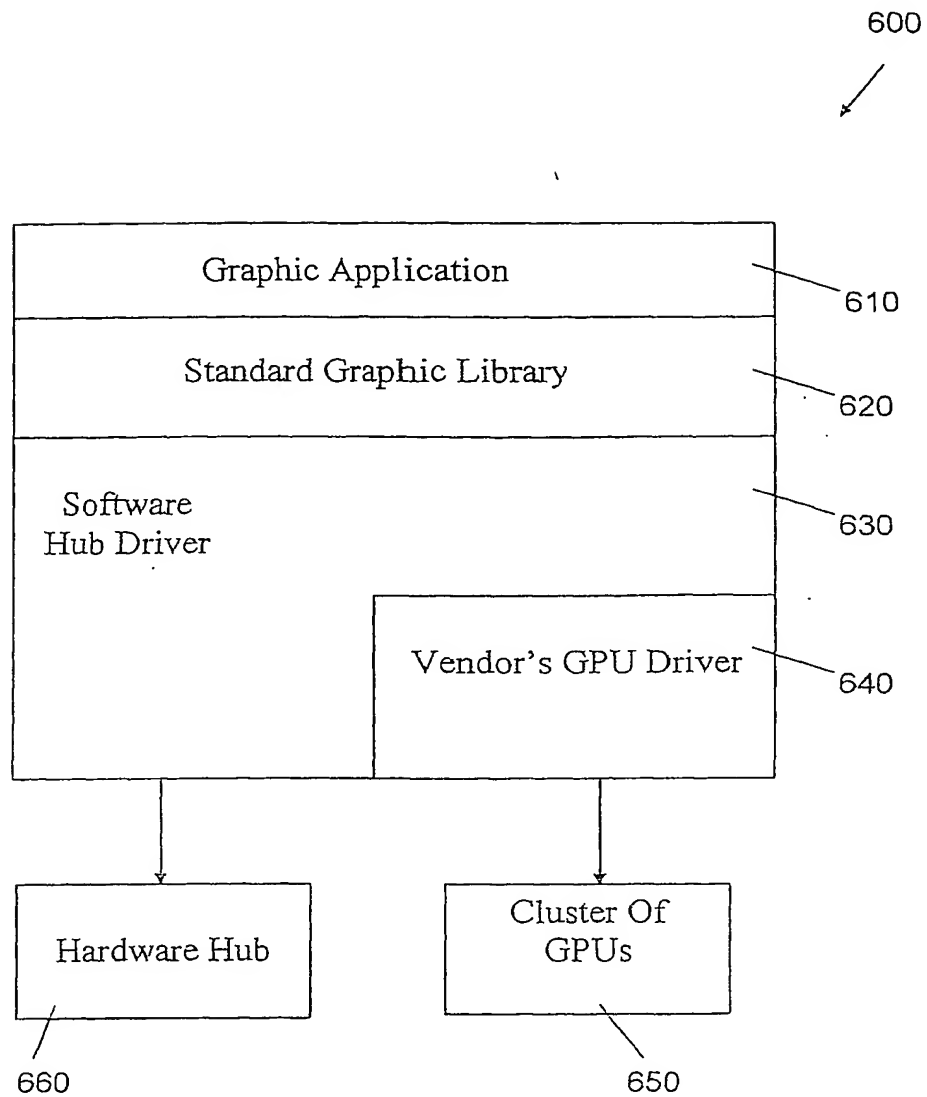 600
Graphic Application
610
Standard Graphic Library
620
Software
Hub Driver
630
Vendor's GPU Driver
640
Hardware Hub
Cluster Of
GPUs
660
650